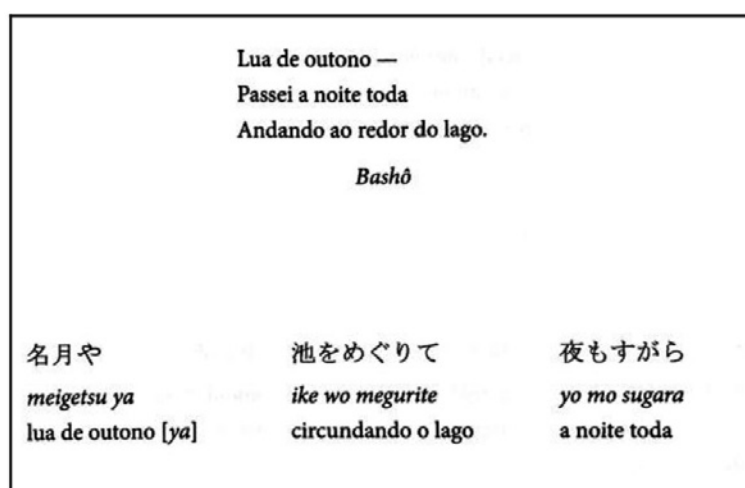 Lua de outono —
Passei a noite toda
Andando ao redor do lago.
Bashô
名月や 池をめぐりて 夜もすがら
meigetsu ya ike wo megurite yo mo sugara
lua de outono [ya] circundando o lago a noite toda